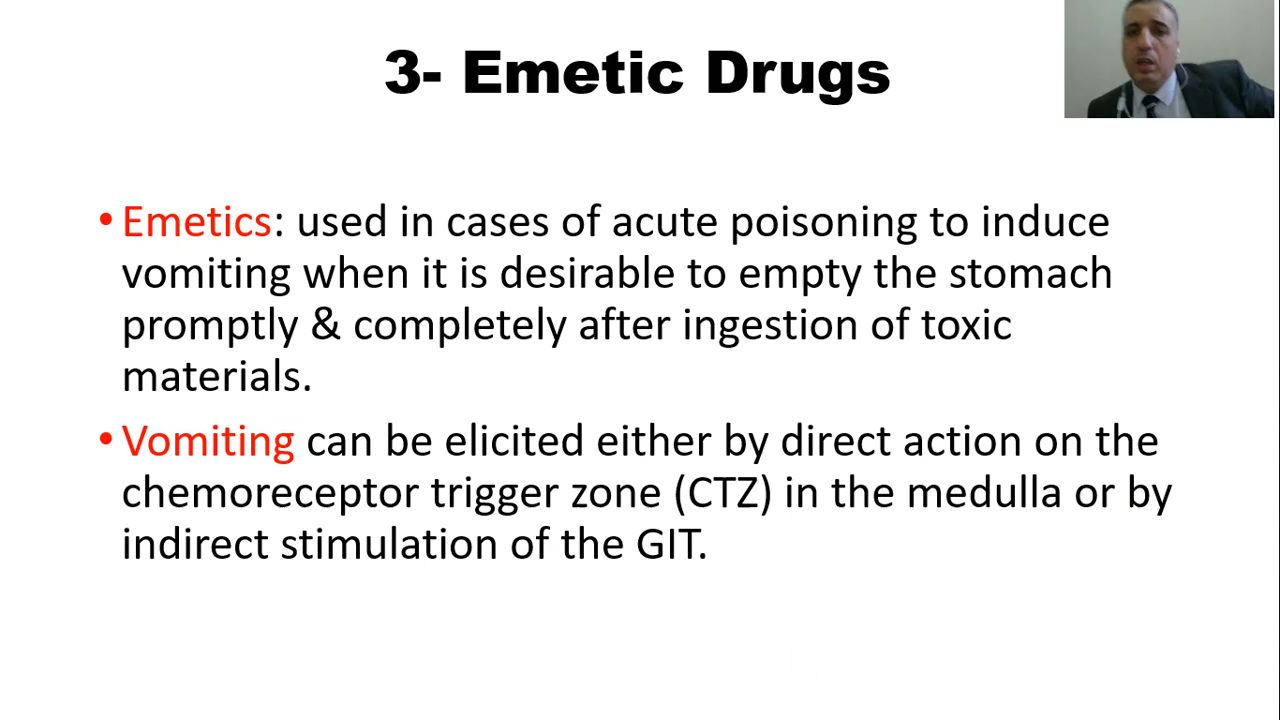 3- Emetic Drugs
•Emetics: used in cases of acute poisoning to induce
vomiting when it is desirable to empty the stomach
promptly & completely after ingestion of toxic
materials.
•Vomiting can be elicited either by direct action on the
chemoreceptor trigger zone (CTZ) in the medulla or by
indirect stimulation of the GIT.